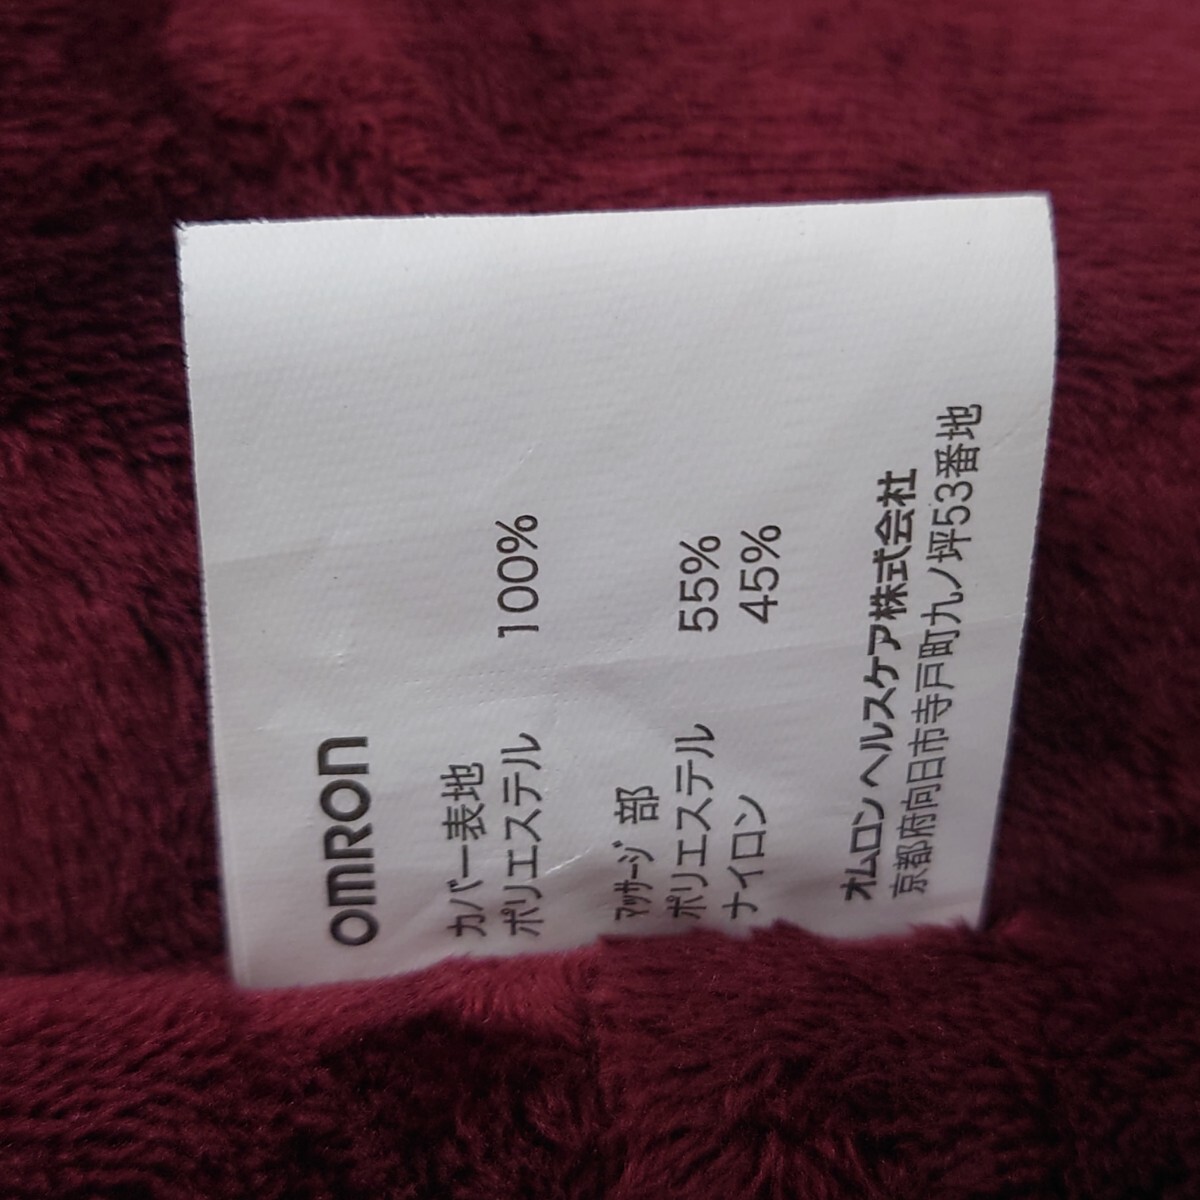 OMRON
カバー表地
ポリエステル 100%
マッサージ部
ポリエステル 55%
ナイロン 45%
オムロン ヘルスケア株式会社
京都府向日市寺戸町九ノ坪53番地